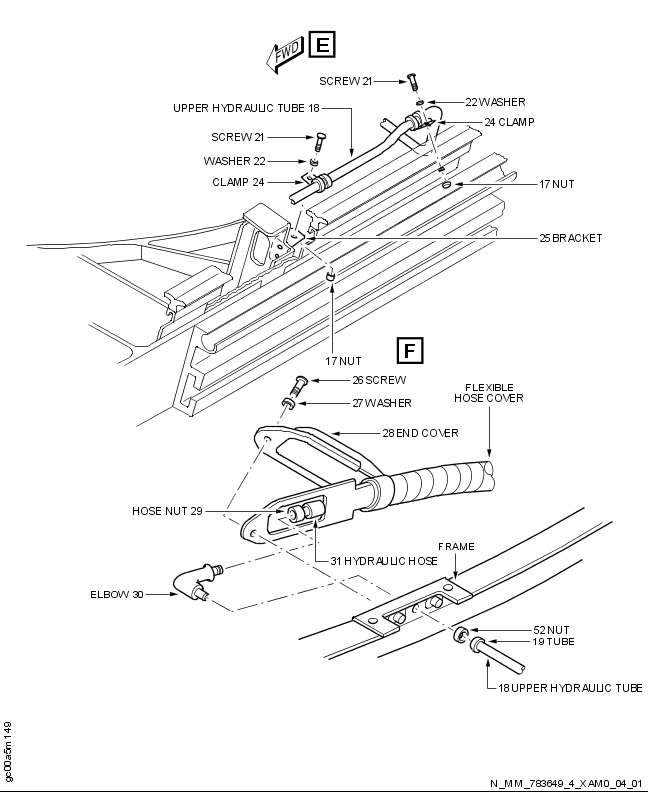 FWD
E
SCREW 21
22 WASHER
UPPER HYDRAULIC TUBE 18
24 CLAMP
SCREW 21
WASHER 22
CLAMP 24
17 NUT
25 BRACKET
17 NUT
F
26 SCREW
27 WASHER
FLEXIBLE
HOSE COVER
28 END COVER
HOSE NUT 29
31 HYDRAULIC HOSE
FRAME
ELBOW 30
52 NUT
19 TUBE
18 UPPER HYDRAULIC TUBE
gc00a5m149
N_MM_783649_4_XAM0_04_01